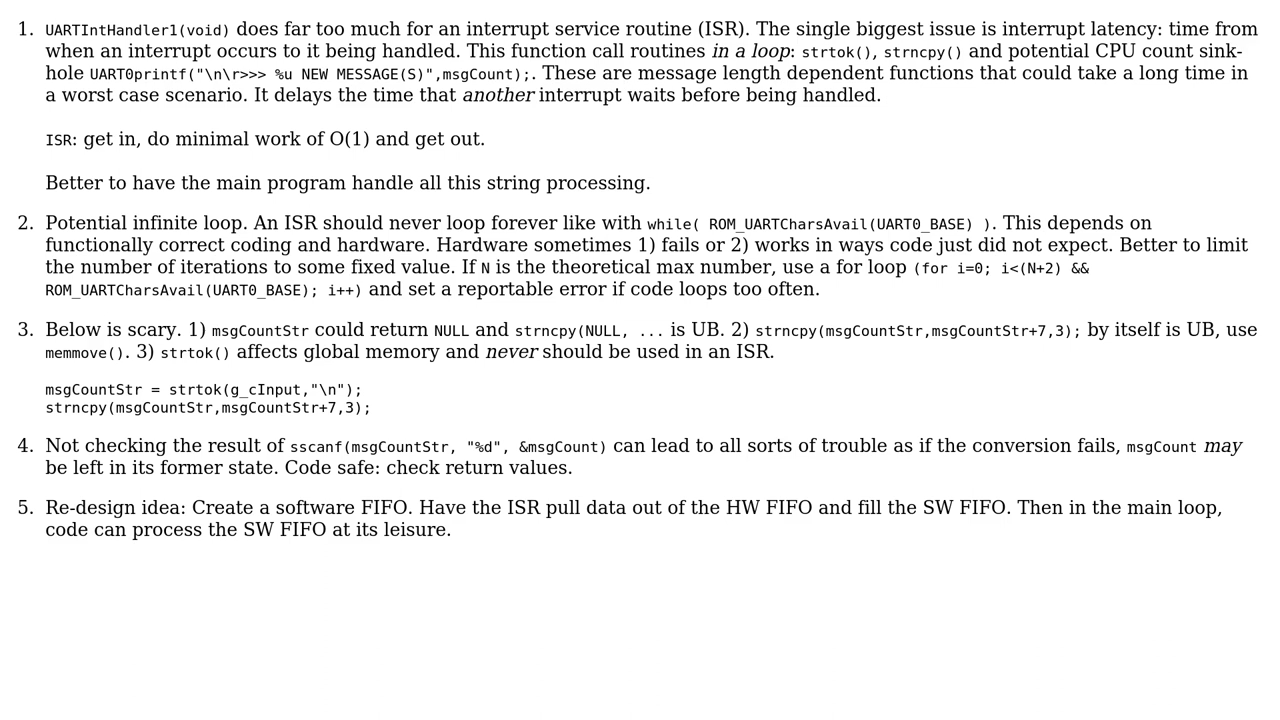 1. UARTIntHandler1(void) does far too much for an interrupt service routine (ISR). The single biggest issue is interrupt latency: time from
when an interrupt occurs to it being handled. This function call routines in a loop: strtok(), strncpy() and potential CPU count sink-
hole UART0printf("\n\r>>> %u NEW MESSAGE(S)",msgCount);. These are message length dependent functions that could take a long time in
a worst case scenario. It delays the time that another interrupt waits before being handled.
ISR: get in, do minimal work of O(1) and get out.
Better to have the main program handle all this string processing.
2. Potential infinite loop. An ISR should never loop forever like with while( ROM_UARTCharsAvail(UART0_BASE) ). This depends on
functionally correct coding and hardware. Hardware sometimes 1) fails or 2) works in ways code just did not expect. Better to limit
the number of iterations to some fixed value. If N is the theoretical max number, use a for loop (for i=0; i<(N+2) &&
ROM_UARTCharsAvail(UART0_BASE); i++) and set a reportable error if code loops too often.
3. Below is scary. 1) msgCountStr could return NULL and strncpy(NULL, ... is UB. 2) strncpy(msgCountStr,msgCountStr+7,3); by itself is UB, use
memmove(). 3) strtok() affects global memory and never should be used in an ISR.
msgCountStr = strtok(g_cInput,"\n");
strncpy(msgCountStr,msgCountStr+7,3);
4. Not checking the result of sscanf(msgCountStr, "%d", &msgCount) can lead to all sorts of trouble as if the conversion fails, msgCount may
be left in its former state. Code safe: check return values.
5. Re-design idea: Create a software FIFO. Have the ISR pull data out of the HW FIFO and fill the SW FIFO. Then in the main loop,
code can process the SW FIFO at its leisure.